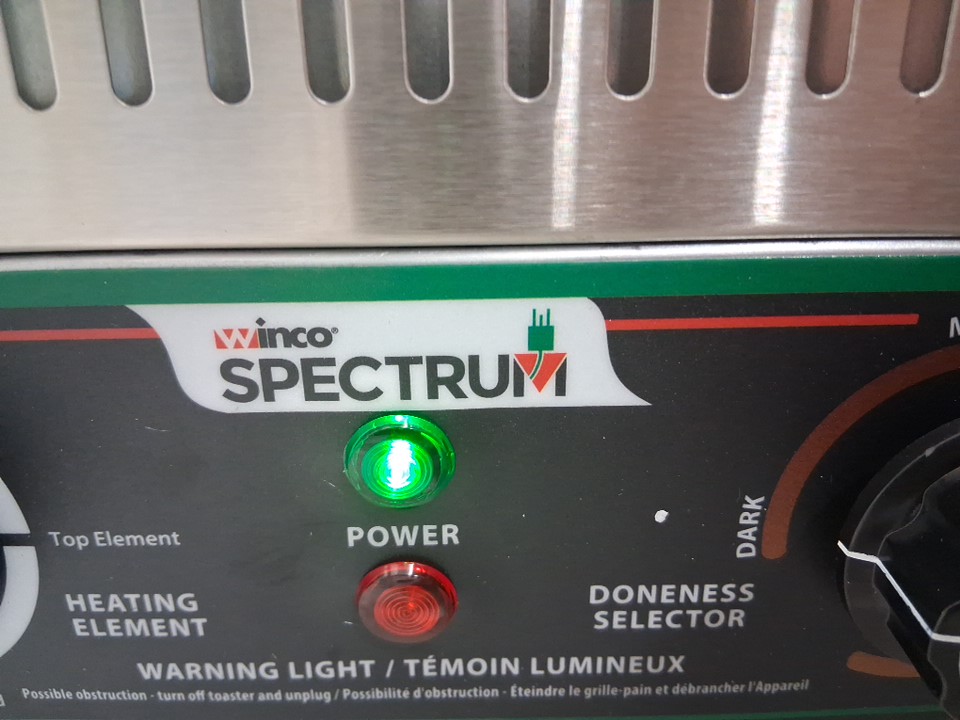 Winco®
SPECTRUM
POWER
Top Element
DARK
HEATING
ELEMENT
DONENESS
SELECTOR
WARNING LIGHT / TÉMOIN LUMINEUX
Possible obstruction - turn off toaster and unplug / Possibilité d'obstruction - Éteindre le grille-pain et débrancher l'Appareil